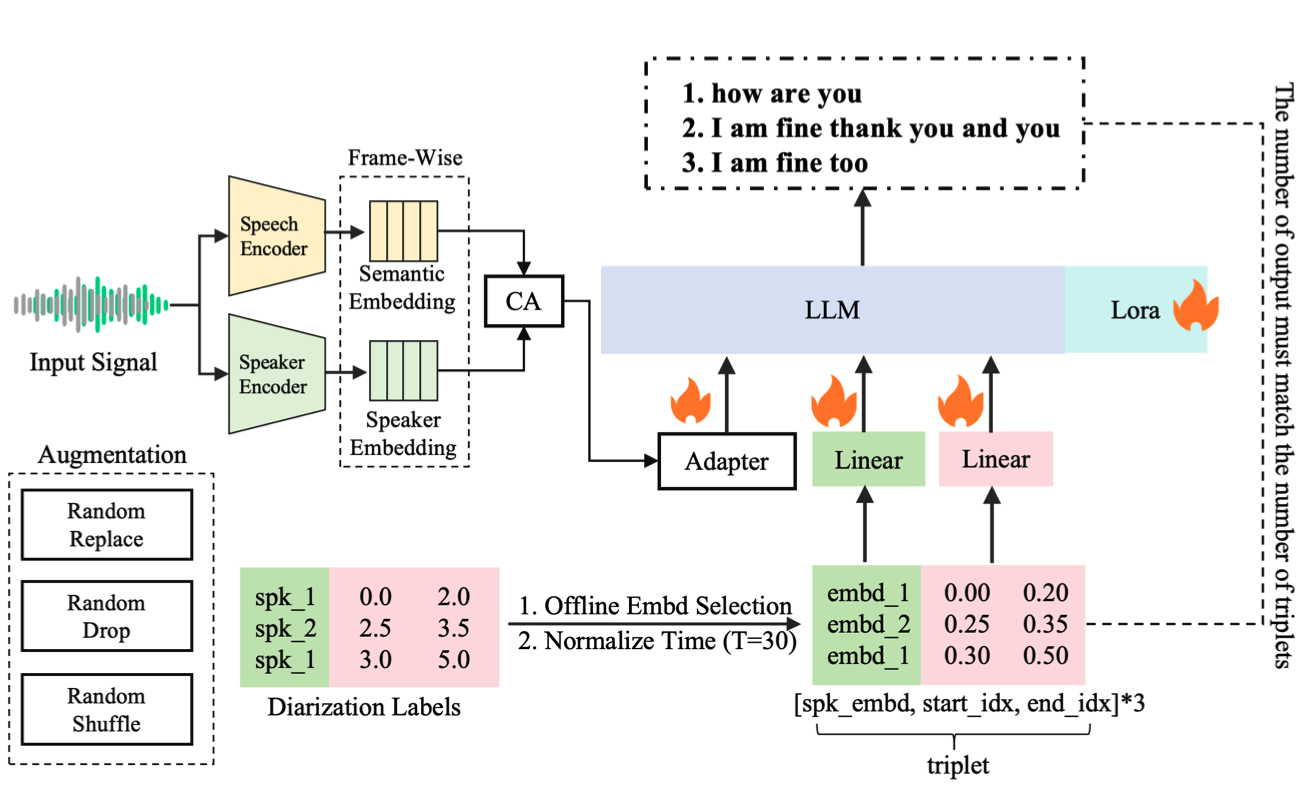 1. how are you
2. I am fine thank you and you
3. I am fine too
The number of output must match the number of triplets
Frame-Wise
Speech
Encoder
Semantic
Embedding
CA
LLM
Lora
Input Signal
Speaker
Encoder
Speaker
Embedding
Adapter
Linear
Linear
Augmentation
Random
Replace
Random
Drop
Random
Shuffle
spk_1 0.0 2.0
spk_2 2.5 3.5
spk_1 3.0 5.0
Diarization Labels
1. Offline Embd Selection
2. Normalize Time (T=30)
embd_1 0.00 0.20
embd_2 0.25 0.35
embd_1 0.30 0.50
[spk_embd, start_idx, end_idx]*3
triplet